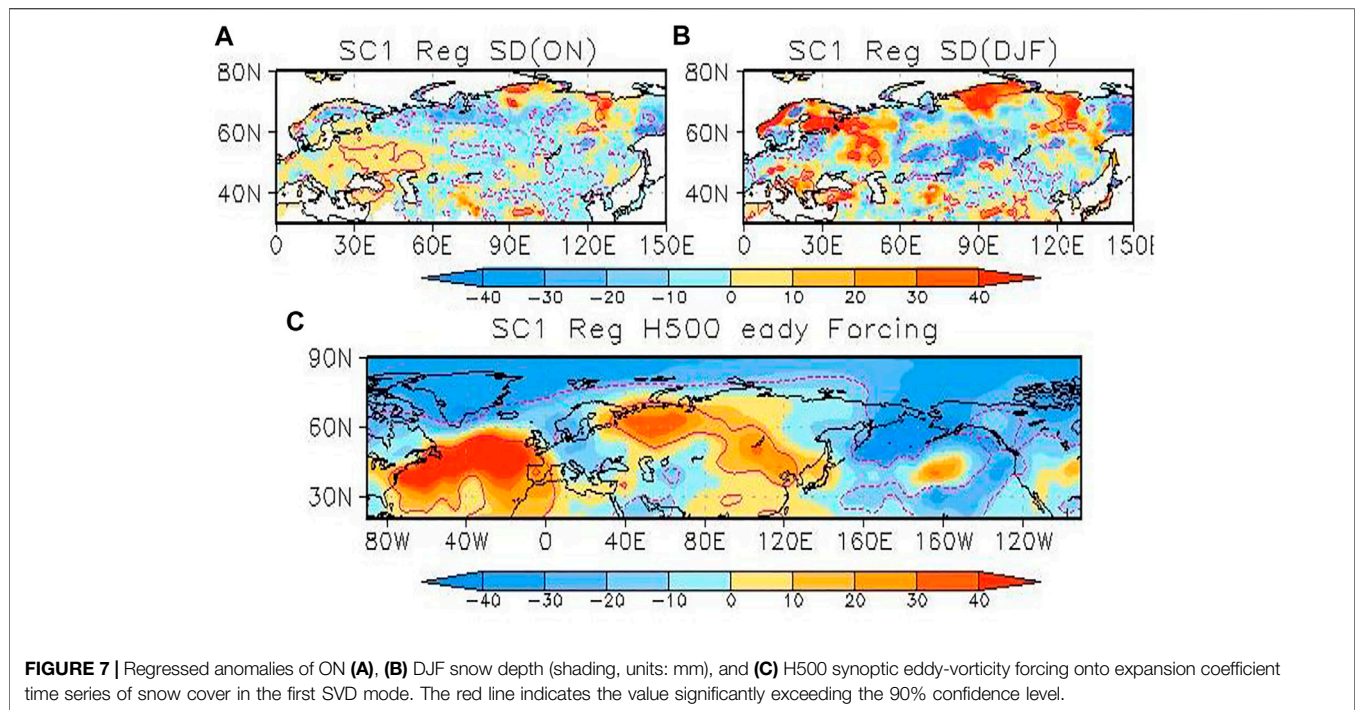 A
SC1 Reg SD(ON)
80N
60N
40N
0 30E 60E 90E 120E 150E
B
SC1 Reg SD(DJF)
80N
60N
40N
0 30E 60E 90E 120E 150E
-40 -30 -20 -10 0 10 20 30 40
C
SC1 Reg H500 eady Forcing
90N
60N
30N
80W 40W 0 40E 80E 120E 160E 160W 120W
-40 -30 -20 -10 0 10 20 30 40
FIGURE 7 | Regressed anomalies of ON (A), (B) DJF snow depth (shading, units: mm), and (C) H500 synoptic eddy-vorticity forcing onto expansion coefficient
time series of snow cover in the first SVD mode. The red line indicates the value significantly exceeding the 90% confidence level.